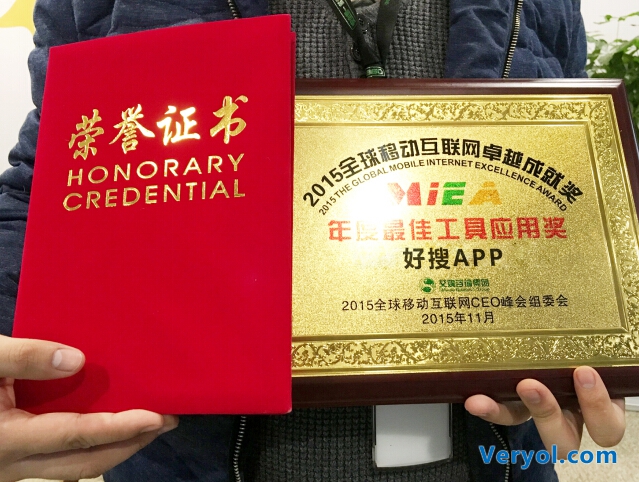 荣誉证书
HONORARY
CREDENTIAL
2015全球移动互联网卓越成就奖
2015 THE GLOBAL MOBILE INTERNET EXCELLENCE AWARD
MiEA
年度最佳工具应用奖
好搜APP
2015全球移动互联网CEO峰会组委会
2015年11月
Veryol.com